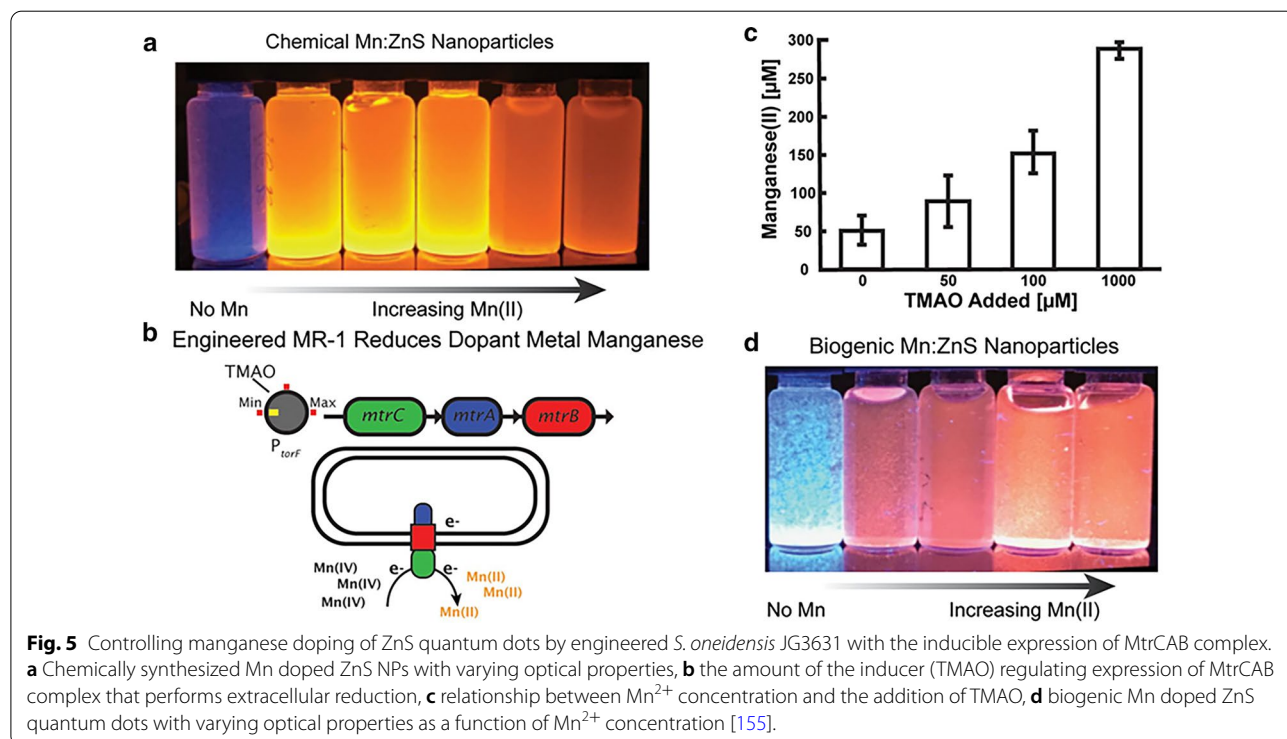 a
Chemical Mn:ZnS Nanoparticles
No Mn
Increasing Mn(II)
b
Engineered MR-1 Reduces Dopant Metal Manganese
TMAO
Min
Max
P torF
mtrC
mtrA
mtrB
e-
Mn(IV)
Mn(IV)
Mn(IV)
e-
e-
Mn(II)
Mn(II)
Mn(II)
c
Manganese(II) [µM]
300
250
200
150
100
50
0
0 50 100 1000
TMAO Added [µM]
d
Biogenic Mn:ZnS Nanoparticles
No Mn
Increasing Mn(II)
Fig. 5 Controlling manganese doping of ZnS quantum dots by engineered S. oneidensis JG3631 with the inducible expression of MtrCAB complex.
a Chemically synthesized Mn doped ZnS NPs with varying optical properties, b the amount of the inducer (TMAO) regulating expression of MtrCAB
complex that performs extracellular reduction, c relationship between Mn²⁺ concentration and the addition of TMAO, d biogenic Mn doped ZnS
quantum dots with varying optical properties as a function of Mn²⁺ concentration [155].